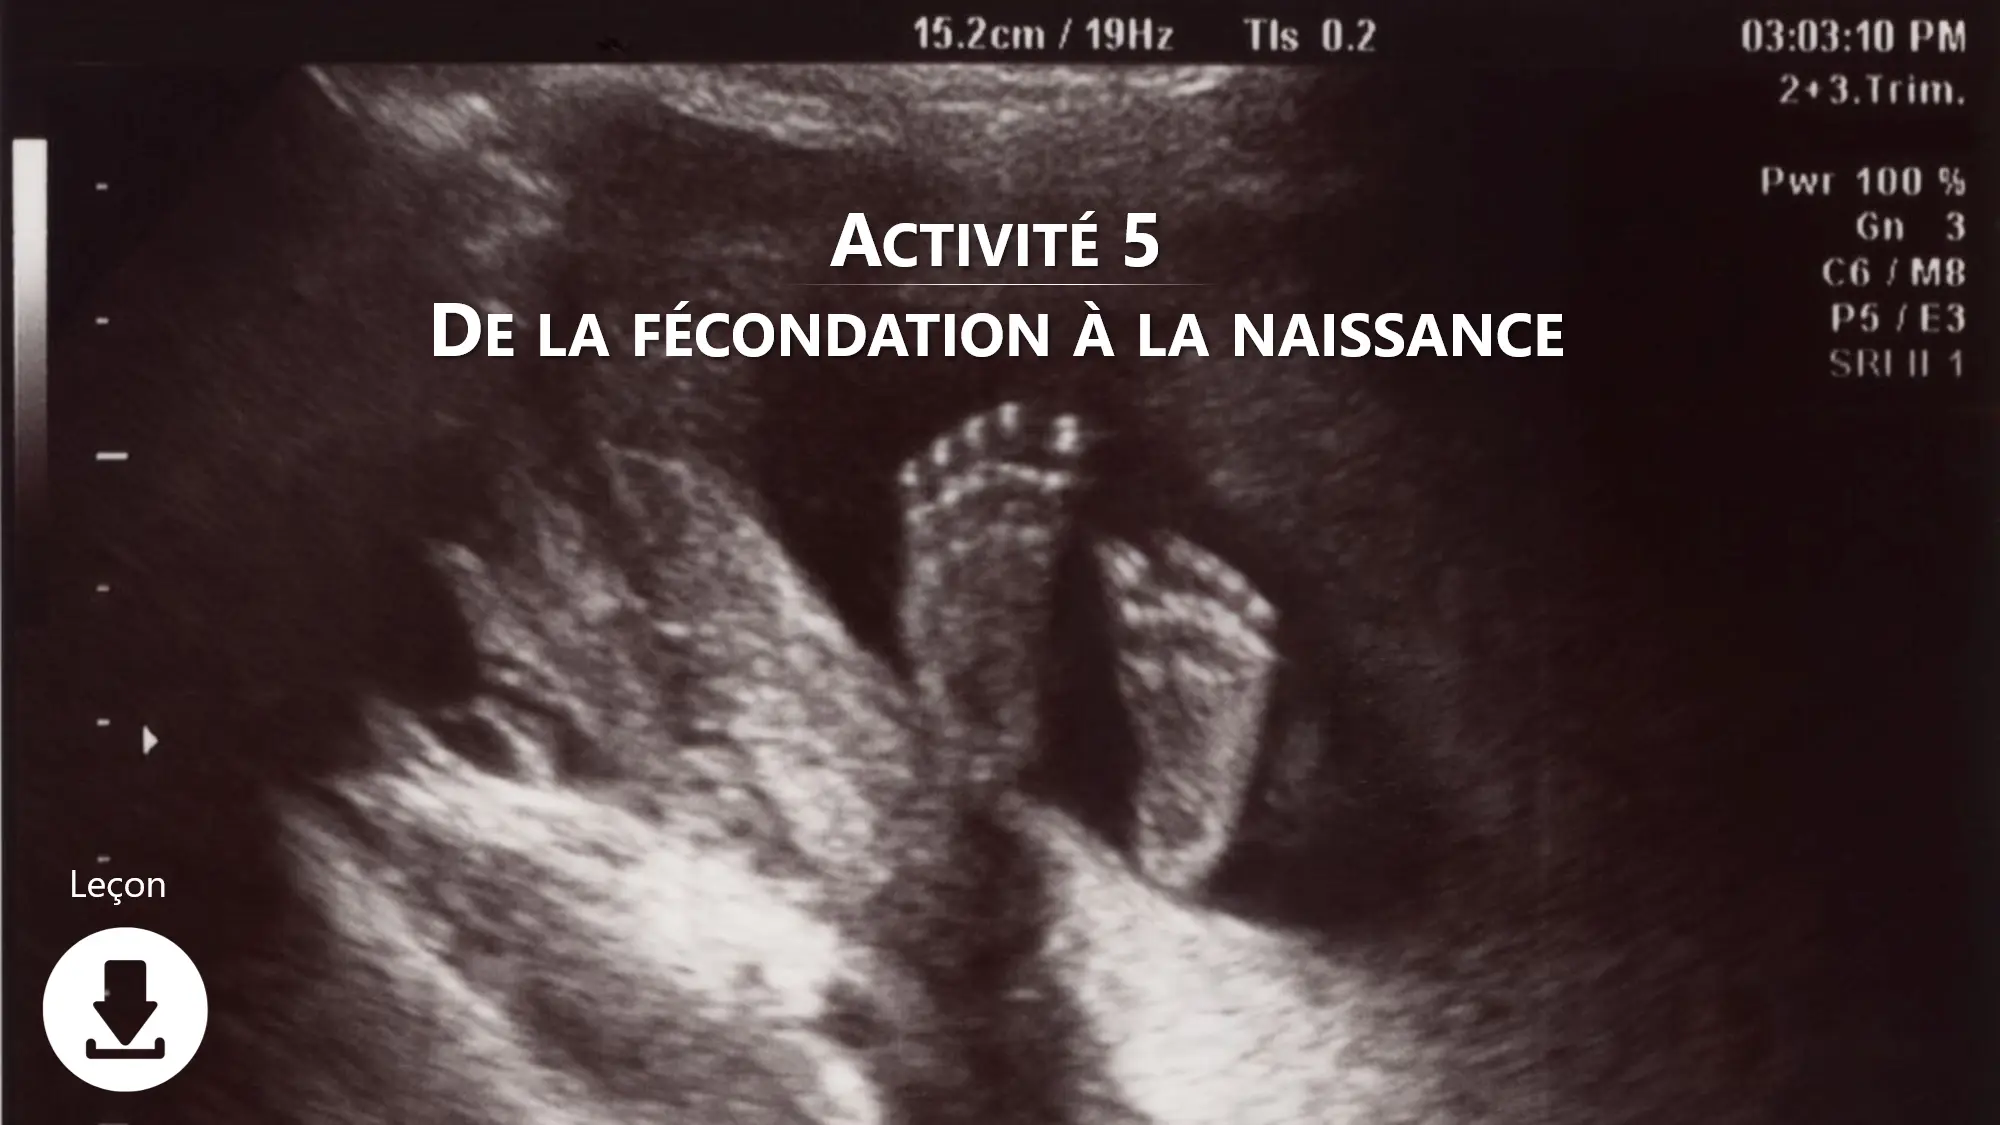 15.2cm / 19Hz TIs 0.2 03:03:10 PM
2+3.Trim.
Pwr 100 %
Gn 3
C6 / M8
P5 / E3
SRI II 1
ACTIVITÉ 5
DE LA FÉCONDATION À LA NAISSANCE
Leçon